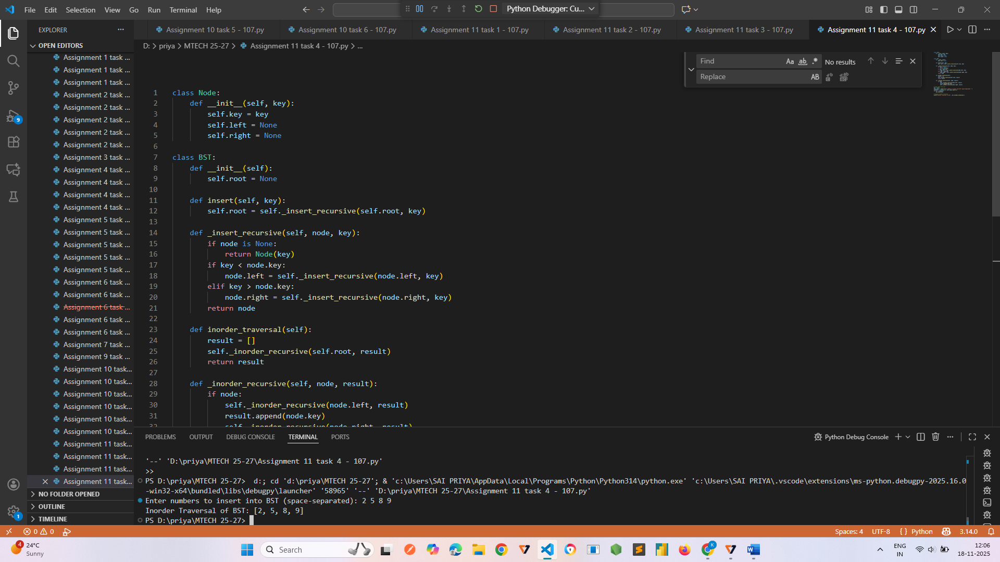 File Edit Selection View Go Run Terminal Help
Python Debugger: Cu...
EXPLORER
Assignment 10 task 5 - 107.py
Assignment 10 task 6 - 107.py
Assignment 11 task 1 - 107.py
Assignment 11 task 2 - 107.py
Assignment 11 task 3 - 107.py
Assignment 11 task 4 - 107.py
OPEN EDITORS
D: > priya > MTECH 25-27 > Assignment 11 task 4 - 107.py > ...
Assignment 1 task ...
Assignment 1 task ...
Assignment 1 task ...
Assignment 2 task ...
Assignment 2 task ...
Assignment 2 task ...
Assignment 2 task ...
Assignment 2 task ...
Assignment 3 task ...
Assignment 4 task ...
Assignment 4 task ...
Assignment 4 task ...
Assignment 4 task ...
Assignment 5 task ...
Assignment 5 task ...
Assignment 5 task ...
Assignment 5 task ...
Assignment 5 task ...
Assignment 6 task ...
Assignment 6 task ...
Assignment 6 task ...
Assignment 6 task ...
Assignment 6 task ...
Assignment 7 task ...
Assignment 9 task ...
Assignment 10 task...
Assignment 10 task...
Assignment 10 task...
Assignment 10 task...
Assignment 10 task...
Assignment 10 task...
Assignment 11 task...
Assignment 11 task...
Assignment 11 task...
Assignment 11 task...
NO FOLDER OPENED
OUTLINE
TIMELINE
9
1
Find Aa ab .* No results
Replace AB
1 class Node:
2 def __init__(self, key):
3 self.key = key
4 self.left = None
5 self.right = None
6
7 class BST:
8 def __init__(self):
9 self.root = None
10
11 def insert(self, key):
12 self.root = self._insert_recursive(self.root, key)
13
14 def _insert_recursive(self, node, key):
15 if node is None:
16 return Node(key)
17 if key < node.key:
18 node.left = self._insert_recursive(node.left, key)
19 elif key > node.key:
20 node.right = self._insert_recursive(node.right, key)
21 return node
22
23 def inorder_traversal(self):
24 result = []
25 self._inorder_recursive(self.root, result)
26 return result
27
28 def _inorder_recursive(self, node, result):
29 if node:
30 self._inorder_recursive(node.left, result)
31 result.append(node.key)
32 self._inorder_recursive(node.right, result)
PROBLEMS OUTPUT DEBUG CONSOLE TERMINAL PORTS
Python Debug Console
'--' 'D:\priya\MTECH 25-27\Assignment 11 task 4 - 107.py'
>>
PS D:\priya\MTECH 25-27> d:; cd 'd:\priya\MTECH 25-27'; & 'c:\Users\SAI PRIYA\AppData\Local\Programs\Python\Python314\python.exe' 'c:\Users\SAI PRIYA\.vscode\extensions\ms-python.debugpy-2025.16.0
-win32-x64\bundled\libs\debugpy\launcher' '58965' '--' 'D:\priya\MTECH 25-27\Assignment 11 task 4 - 107.py'
Enter numbers to insert into BST (space-separated): 2 5 8 9
Inorder Traversal of BST: [2, 5, 8, 9]
PS D:\priya\MTECH 25-27>
0 0
Spaces: 4 UTF-8 { } Python 3.14.0
4
24°C
Sunny
Search
K
ENG
IN
12:06
18-11-2025